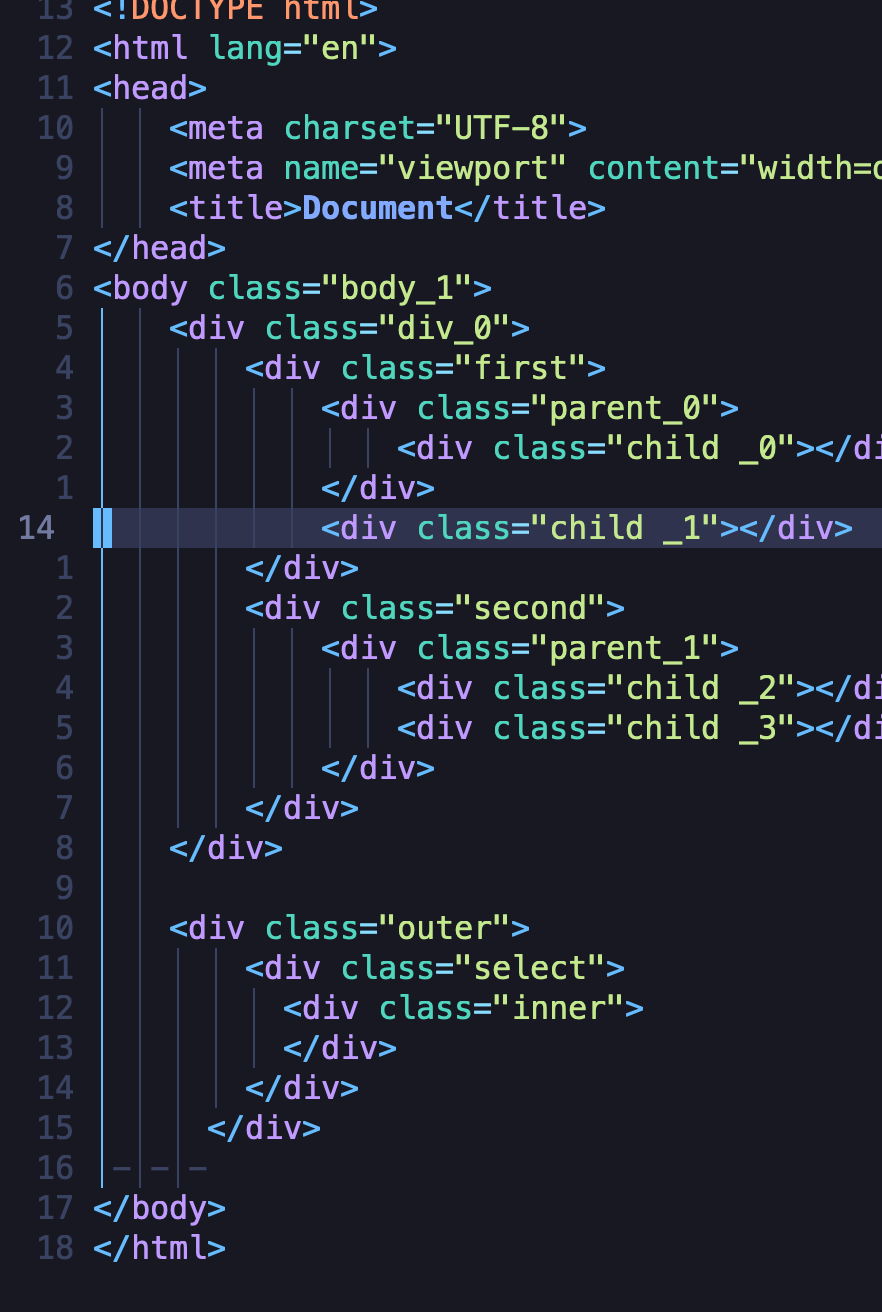 13 <!DOCTYPE html>
12 <html lang="en">
11 <head>
10     <meta charset="UTF-8">
9     <meta name="viewport" content="width=d
8     <title>Document</title>
7 </head>
6 <body class="body_1">
5     <div class="div_0">
4         <div class="first">
3             <div class="parent_0">
2                 <div class="child _0"></di
1             </div>
14             <div class="child _1"></div>
1         </div>
2         <div class="second">
3             <div class="parent_1">
4                 <div class="child _2"></di
5                 <div class="child _3"></di
6             </div>
7         </div>
8     </div>
9
10     <div class="outer">
11         <div class="select">
12           <div class="inner">
13           </div>
14         </div>
15       </div>
16  - - -
17 </body>
18 </html>